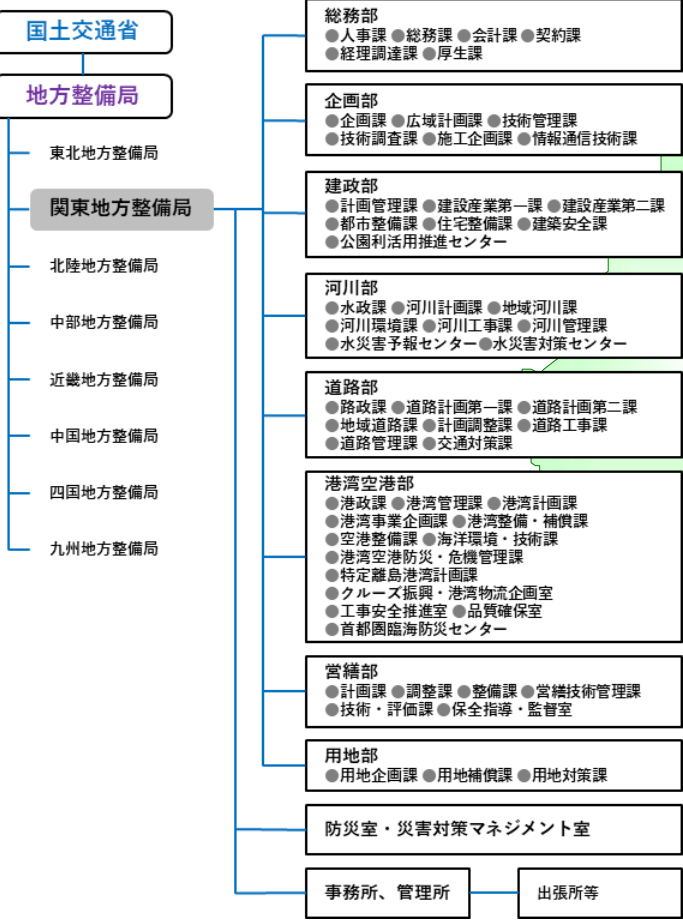 国土交通省
地方整備局
東北地方整備局
関東地方整備局
北陸地方整備局
中部地方整備局
近畿地方整備局
中国地方整備局
四国地方整備局
九州地方整備局
総務部
●人事課 ●総務課 ●会計課 ●契約課
●経理調達課 ●厚生課
企画部
●企画課 ●広域計画課 ●技術管理課
●技術調査課 ●施工企画課 ●情報通信技術課
建政部
●計画管理課 ●建設産業第一課 ●建設産業第二課
●都市整備課 ●住宅整備課 ●建築安全課
●公園利活用推進センター
河川部
●水政課 ●河川計画課 ●地域河川課
●河川環境課 ●河川工事課 ●河川管理課
●水災害予報センター●水災害対策センター
道路部
●路政課 ●道路計画第一課 ●道路計画第二課
●地域道路課 ●計画調整課 ●道路工事課
●道路管理課 ●交通対策課
港湾空港部
●港政課 ●港湾管理課 ●港湾計画課
●港湾事業企画課 ●港湾整備・補償課
●空港整備課 ●海洋環境・技術課
●港湾空港防災・危機管理課
●特定離島港湾計画課
●クルーズ振興・港湾物流企画室
●工事安全推進室 ●品質確保室
●首都圏臨海防災センター
営繕部
●計画課 ●調整課 ●整備課 ●営繕技術管理課
●技術・評価課 ●保全指導・監督室
用地部
●用地企画課 ●用地補償課 ●用地対策課
防災室・災害対策マネジメント室
事務所、管理所
出張所等